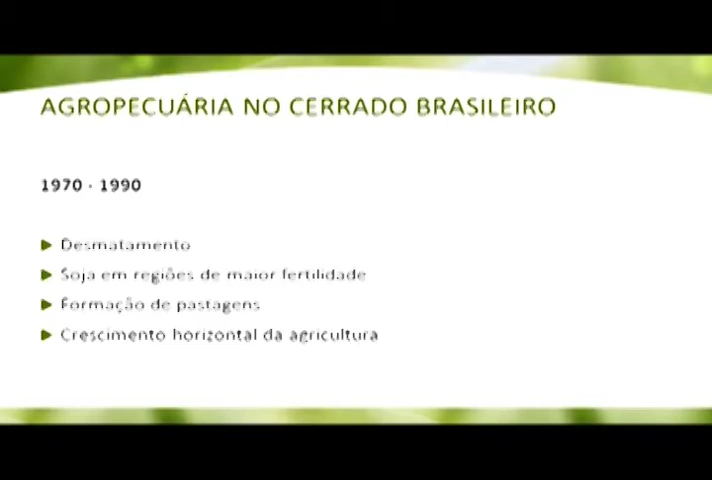 AGROPECUÁRIA NO CERRADO BRASILEIRO
1970 - 1990
Desmatamento
Soja em regiões de maior fertilidade
Formação de pastagens
Crescimento horizontal da agricultura